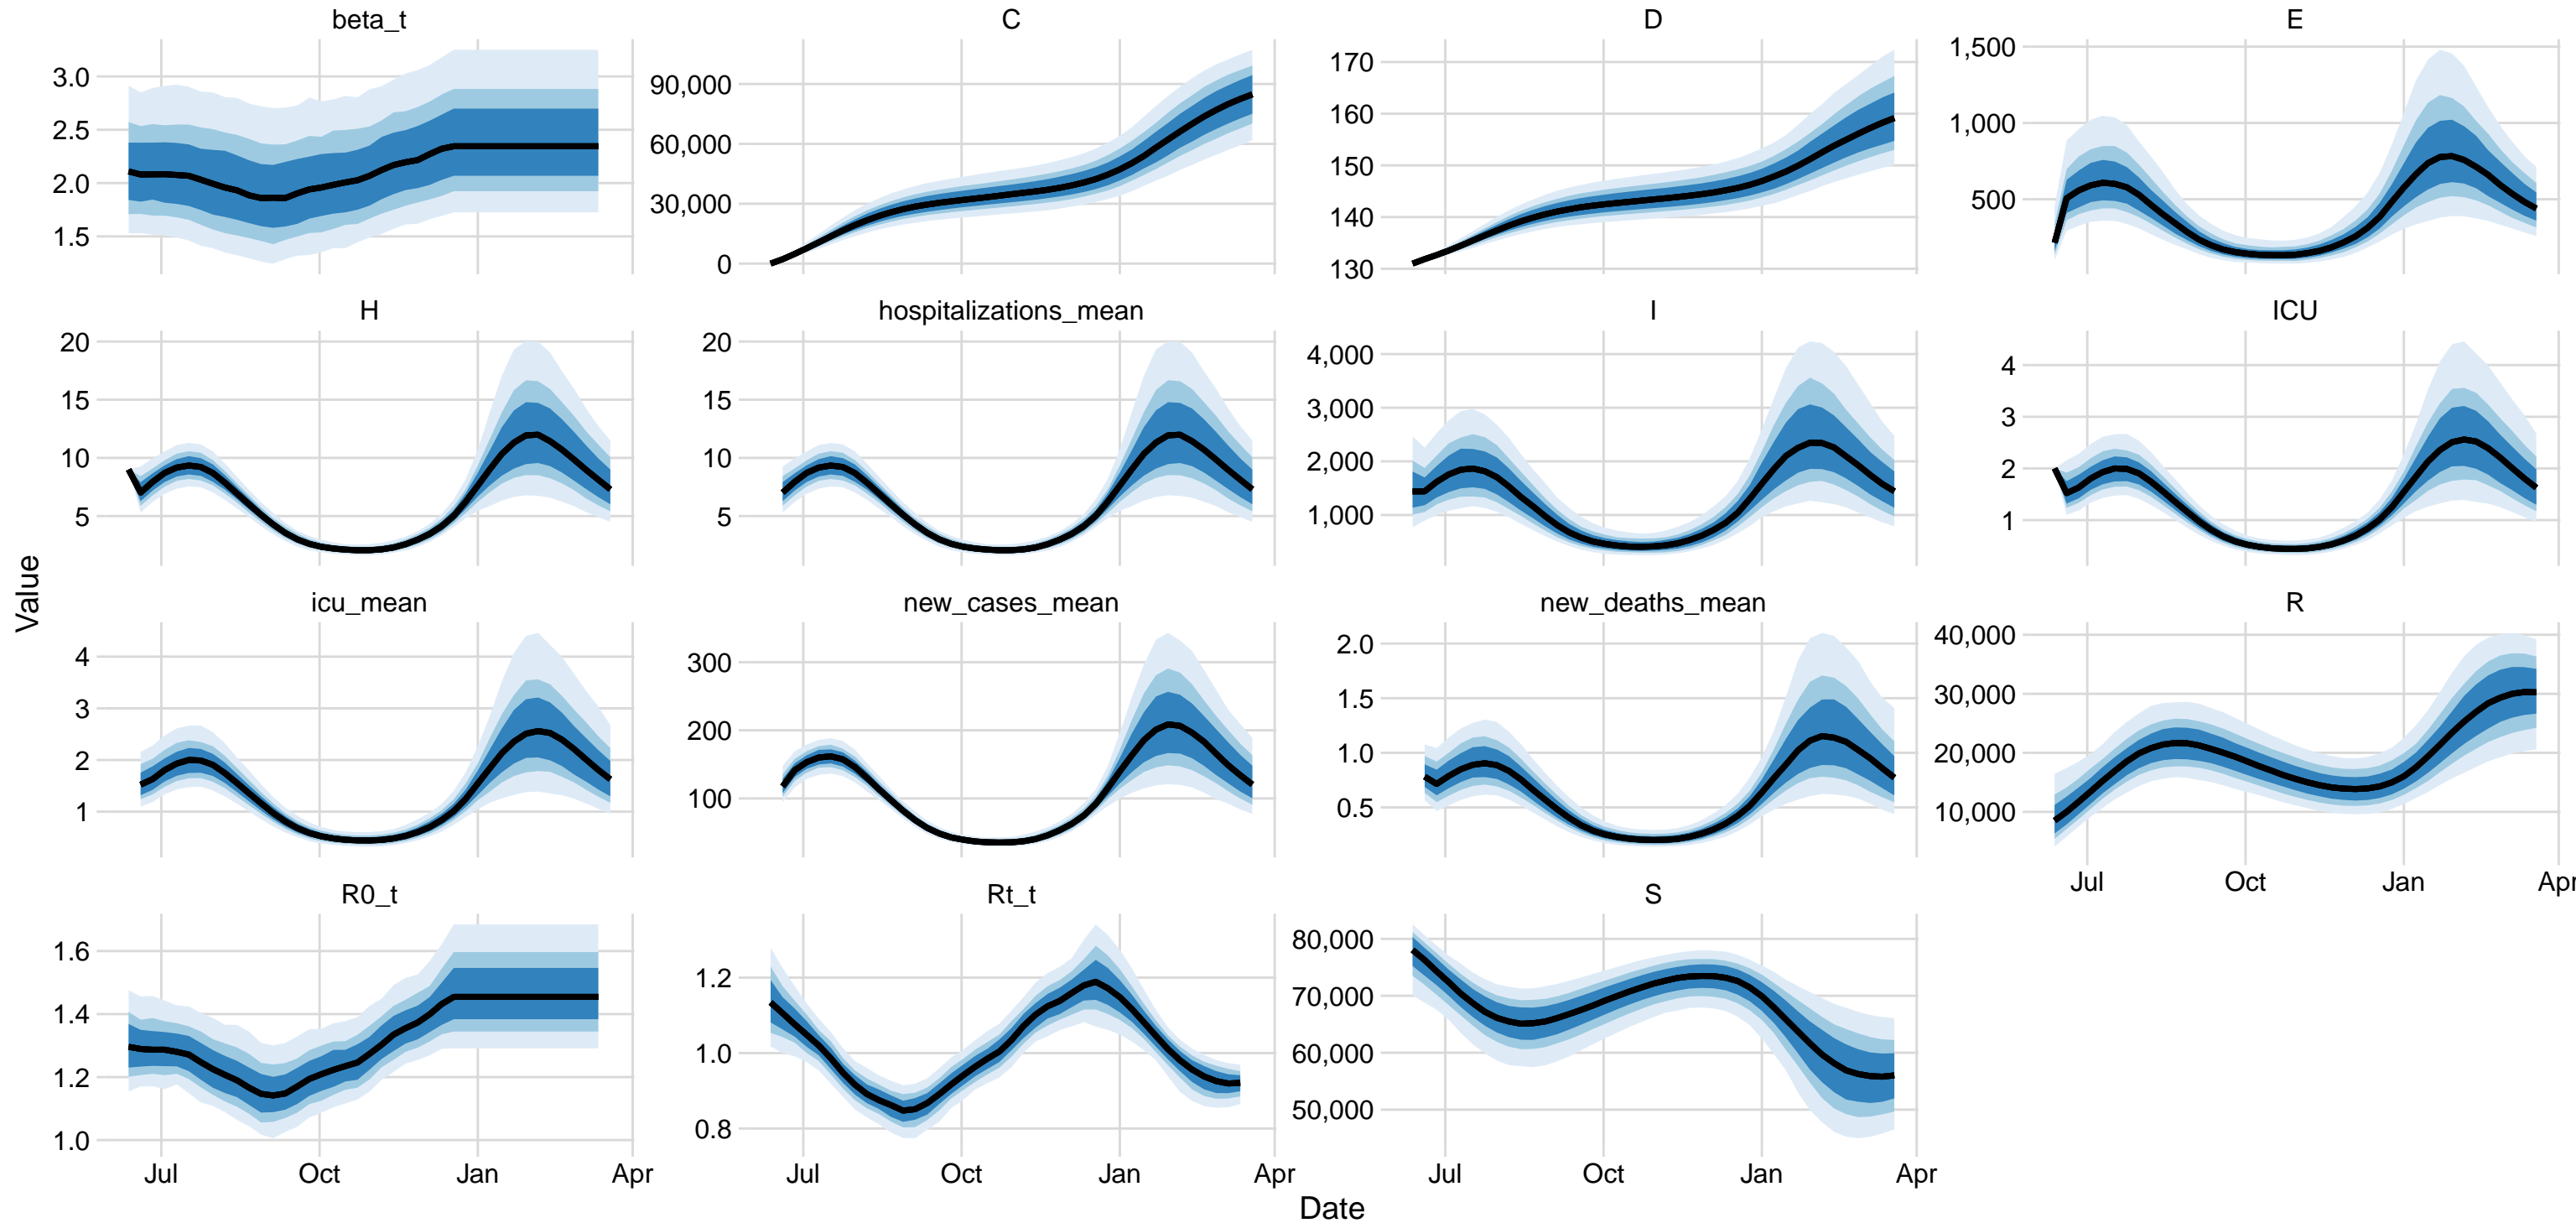 beta_t
C
D
E
3.0
2.5
2.0
1.5
90,000
60,000
30,000
0
170
160
150
140
130
1,500
1,000
500
H
hospitalizations_mean
I
ICU
20
15
10
5
20
15
10
5
4,000
3,000
2,000
1,000
4
3
2
1
Value
icu_mean
new_cases_mean
new_deaths_mean
R
4
3
2
1
300
200
100
2.0
1.5
1.0
0.5
40,000
30,000
20,000
10,000
Jul
Oct
Jan
Apr
R0_t
Rt_t
S
1.6
1.4
1.2
1.0
1.2
1.0
0.8
80,000
70,000
60,000
50,000
Jul
Oct
Jan
Apr
Jul
Oct
Jan
Apr
Jul
Oct
Jan
Apr
Date